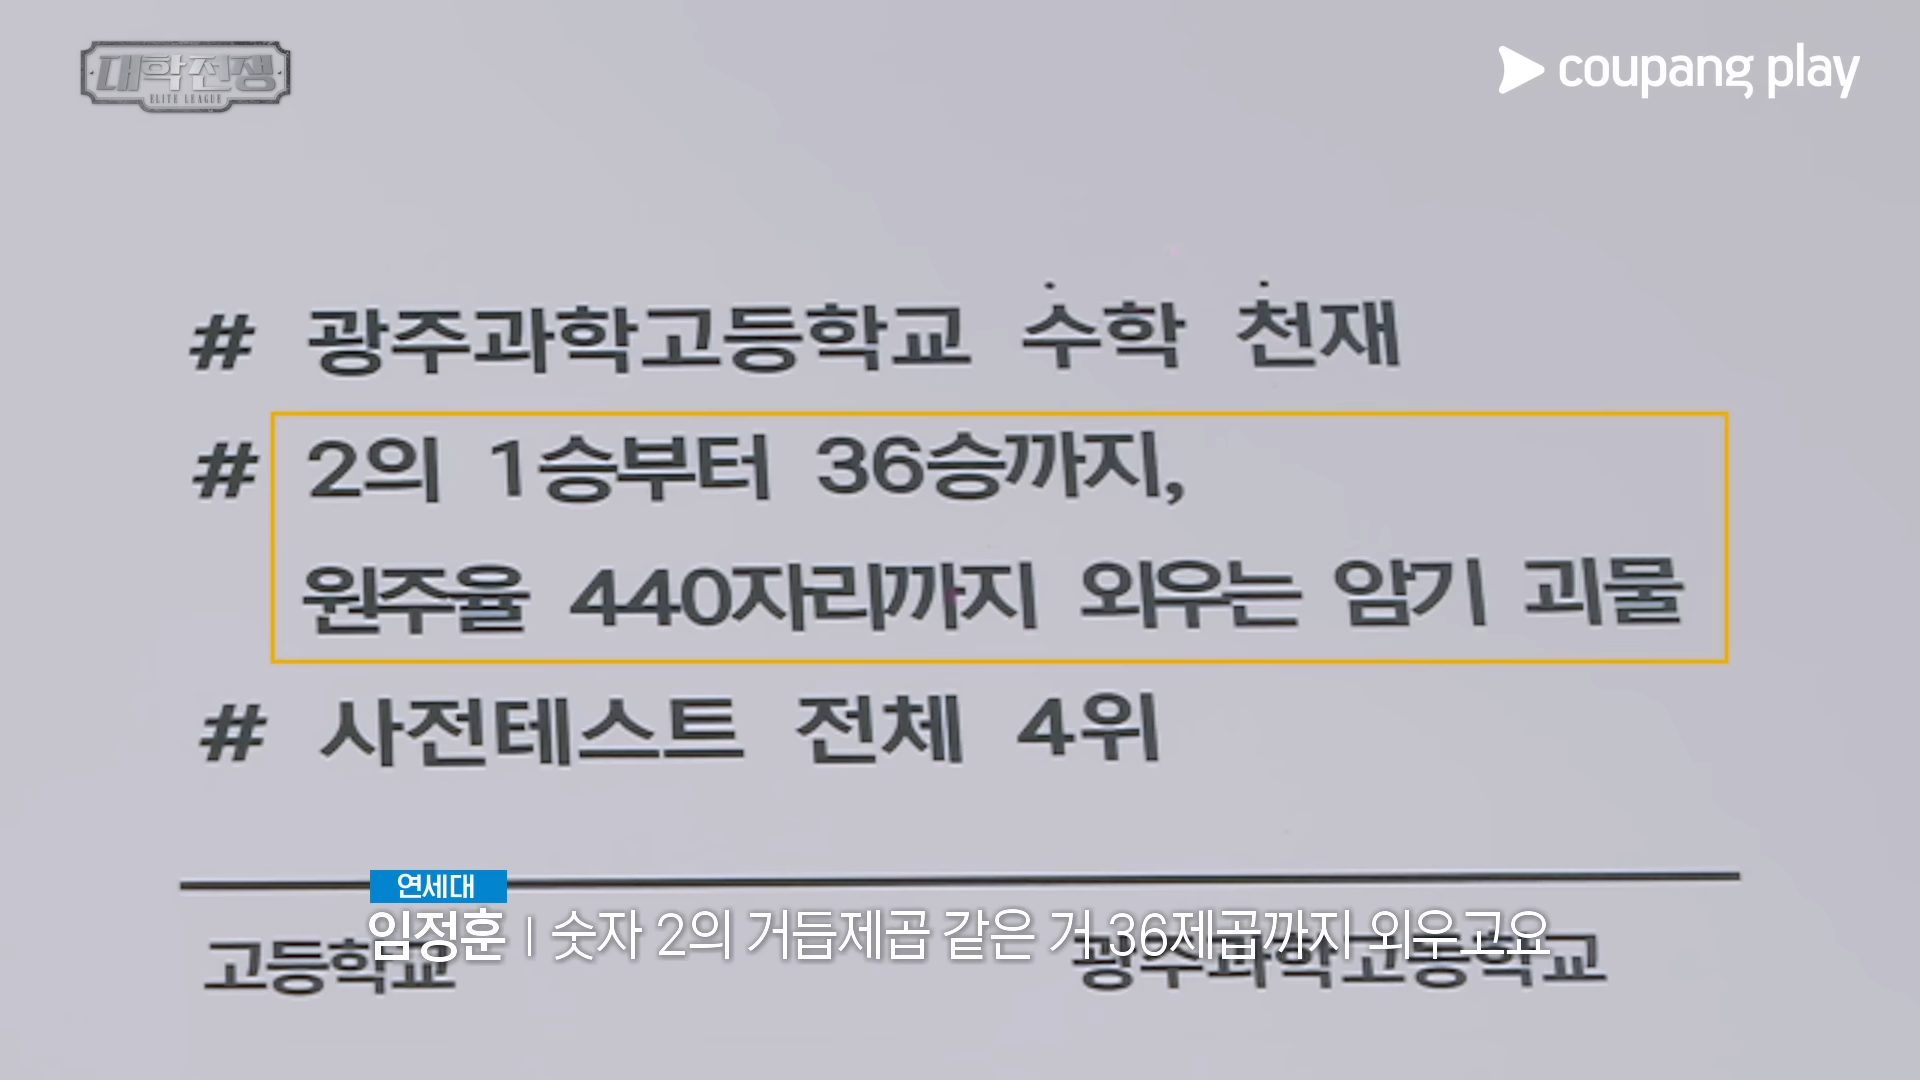 대학전쟁
ELITE LEAGUE
coupang play
# 광주과학고등학교 수학 천재
# 2의 1승부터 36승까지,
원주율 440자리까지 외우는 암기 괴물
# 사전테스트 전체 4위
연세대
임정훈 | 숫자 2의 거듭제곱 같은 거 36제곱까지 외우고요
고등학교 광주과학고등학교